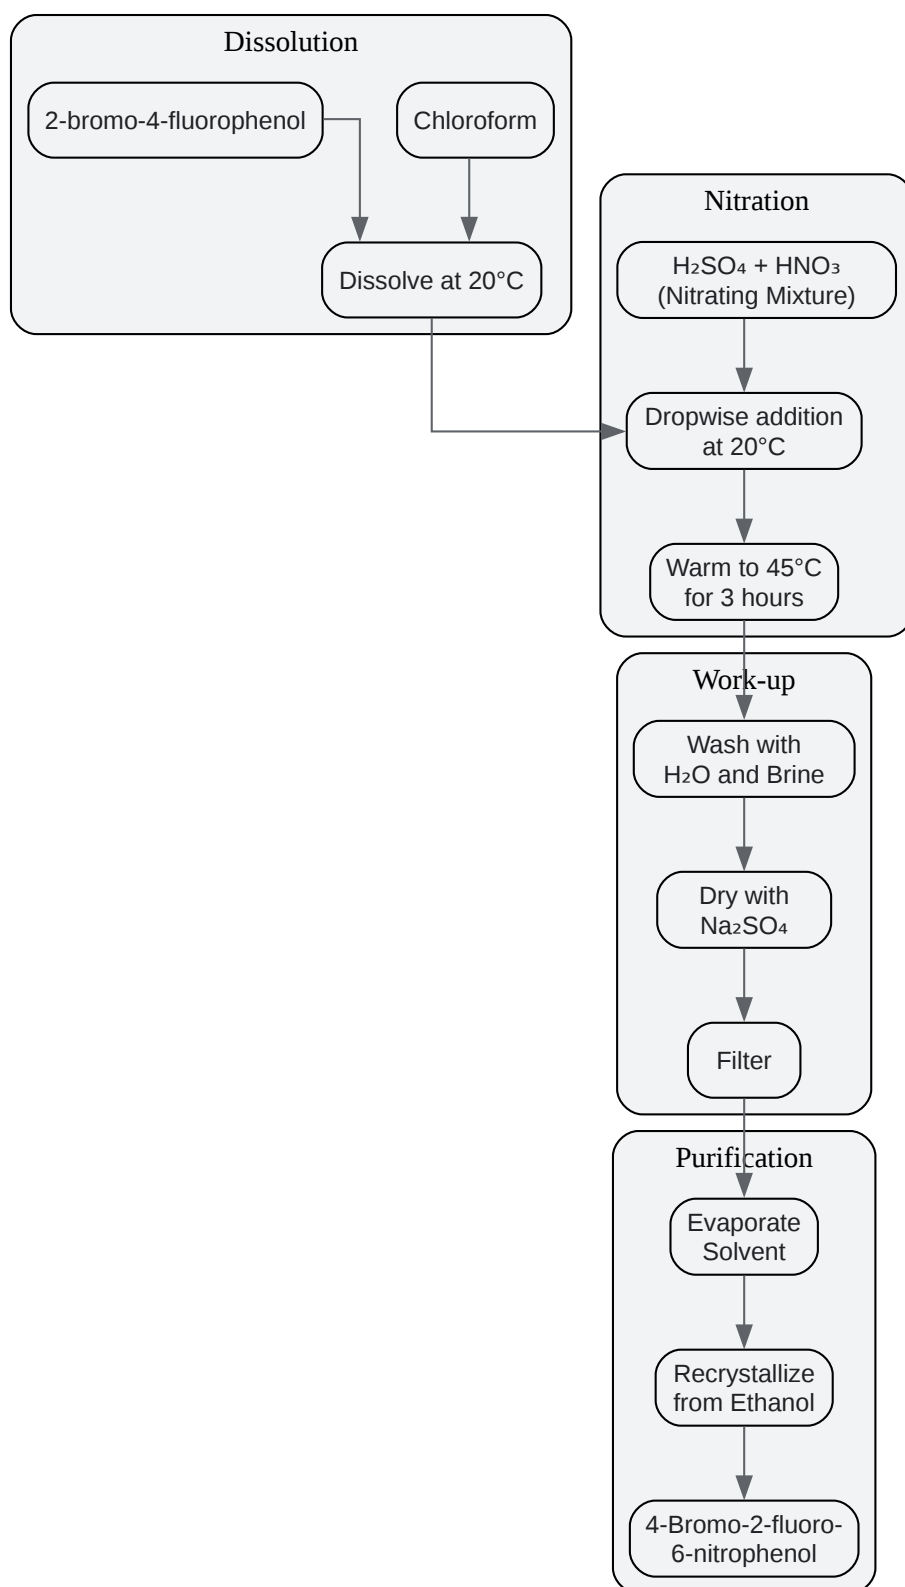 Dissolution
2-bromo-4-fluorophenol
Chloroform
Dissolve at 20°C
Nitration
H₂SO₄ + HNO₃
(Nitrating Mixture)
Dropwise addition
at 20°C
Warm to 45°C
for 3 hours
Work-up
Wash with
H₂O and Brine
Dry with
Na₂SO₄
Filter
Purification
Evaporate
Solvent
Recrystallize
from Ethanol
4-Bromo-2-fluoro-
6-nitrophenol